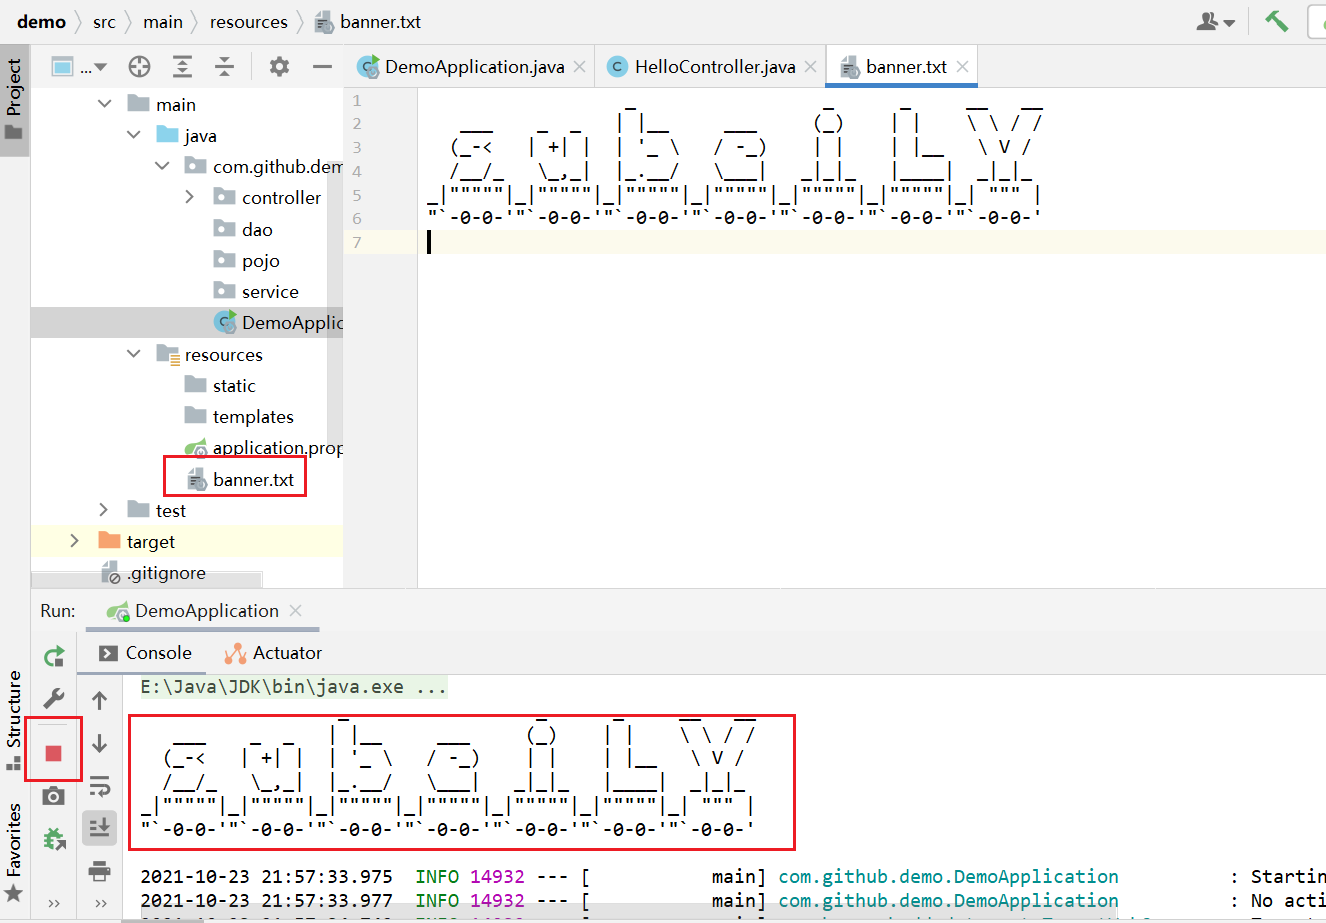 demo src main resources banner.txt
Project
...
DemoApplication.java HelloController.java banner.txt
main
java
com.github.dem
controller
dao
pojo
service
DemoApplic
resources
static
templates
application.prop
banner.txt
test
target
.gitignore
1                    _                   _       _      __   __
2   ___    _  _   | |__     ___     (_)    | |     \ \ / /
3  (_-<   | +| |  | '_ \   / -_)    | |    | |__    \ V /
4  /__/_   \_,_|  |_.__/   \___|   _|_|_   |____|   _|_|_
5 _|"""""|_|"""""|_|"""""|_|"""""|_|"""""|_|"""""|_| """ |
6 "`-0-0-'"`-0-0-'"`-0-0-'"`-0-0-'"`-0-0-'"`-0-0-'"`-0-0-'
7
Run: DemoApplication
Console Actuator
Structure
Favorites
E:\Java\JDK\bin\java.exe ...
                   _                   _       _      __   __
   ___    _  _   | |__     ___     (_)    | |     \ \ / /
  (_-<   | +| |  | '_ \   / -_)    | |    | |__    \ V /
  /__/_   \_,_|  |_.__/   \___|   _|_|_   |____|   _|_|_
_|"""""|_|"""""|_|"""""|_|"""""|_|"""""|_|"""""|_| """ |
"`-0-0-'"`-0-0-'"`-0-0-'"`-0-0-'"`-0-0-'"`-0-0-'"`-0-0-'
2021-10-23 21:57:33.975 INFO 14932 --- [ main] com.github.demo.DemoApplication : Startin
2021-10-23 21:57:33.977 INFO 14932 --- [ main] com.github.demo.DemoApplication : No acti